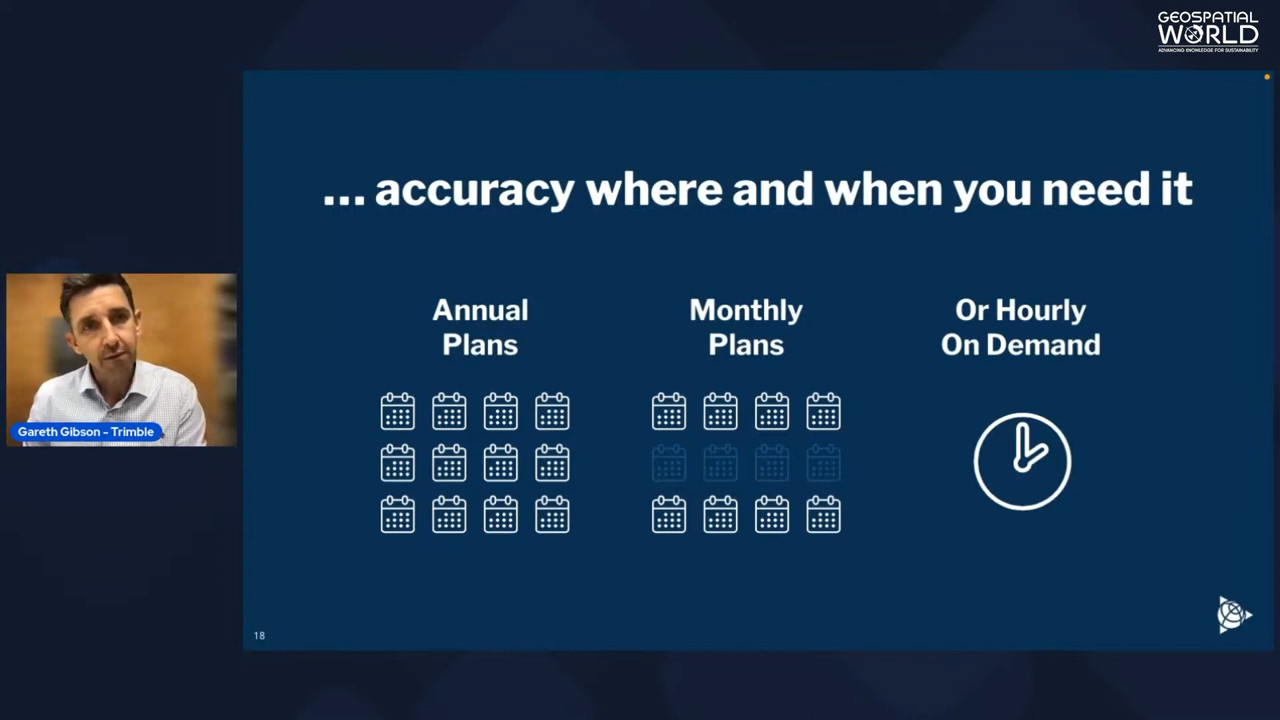 GEOSPATIAL
WORLD
ADVANCING KNOWLEDGE FOR SUSTAINABILITY
... accuracy where and when you need it
Annual
Plans
Monthly
Plans
Or Hourly
On Demand
Gareth Gibson - Trimble
18